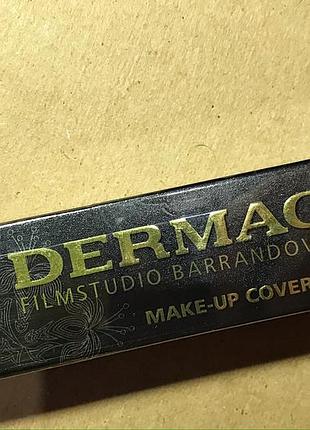 DERMAC
FILMSTUDIO BARRANDOV
MAKE-UP COVER